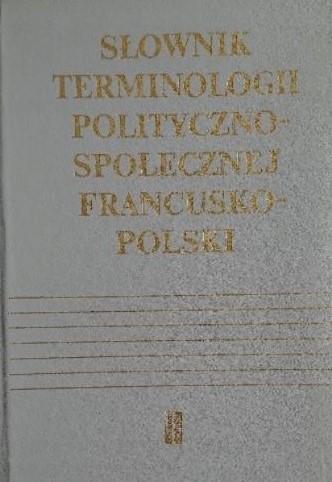 SŁOWNIK
TERMINOLOGII
POLITYCZNO-
SPOŁECZNEJ
FRANCUSKO-
POLSKI